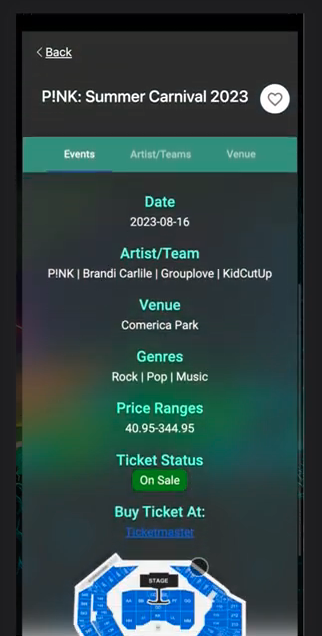 Back
P!NK: Summer Carnival 2023
Events Artist/Teams Venue
Date
2023-08-16
Artist/Team
P!NK | Brandi Carlile | Grouplove | KidCutUp
Venue
Comerica Park
Genres
Rock | Pop | Music
Price Ranges
40.95-344.95
Ticket Status
On Sale
Buy Ticket At:
Ticketmaster
STAGE